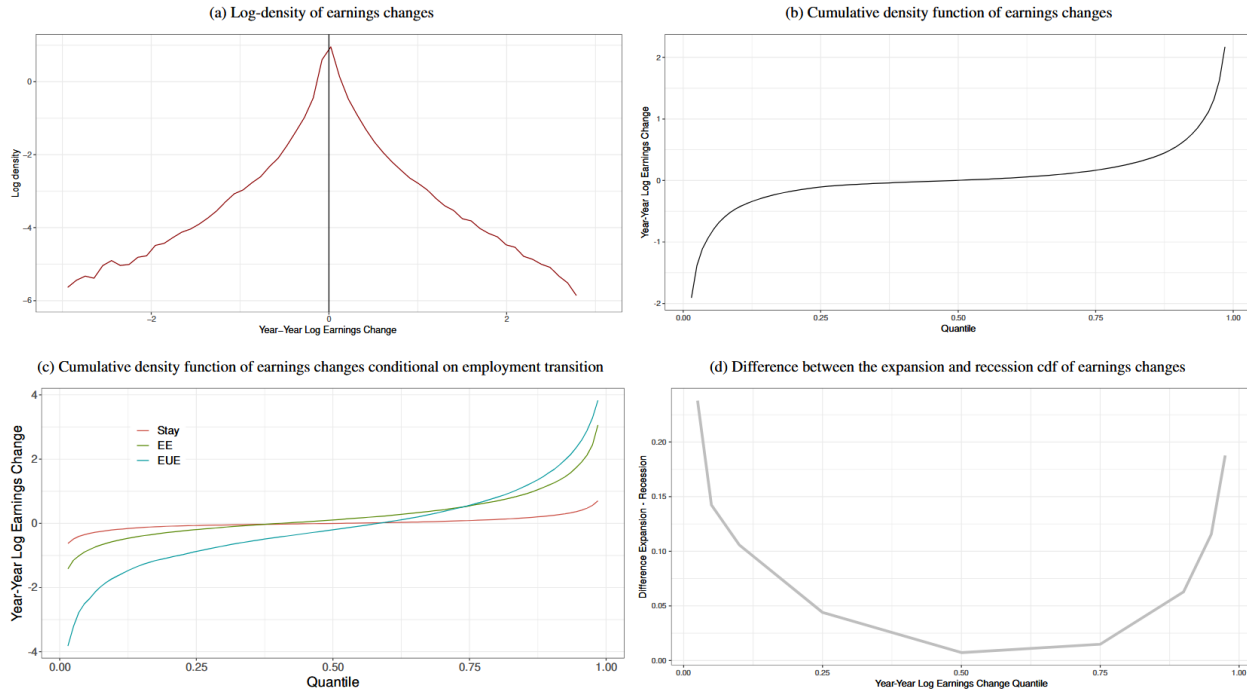 (a) Log-density of earnings changes
0
−2
−4
−6
Log density
−2
0
2
Year−Year Log Earnings Change
(b) Cumulative density function of earnings changes
2
1
0
-1
-2
Year-Year Log Earnings Change
0.00
0.25
0.50
0.75
1.00
Quantile
(c) Cumulative density function of earnings changes conditional on employment transition
4
2
0
-2
-4
Year-Year Log Earnings Change
Stay
EE
EUE
0.00
0.25
0.50
0.75
1.00
Quantile
(d) Difference between the expansion and recession cdf of earnings changes
0.20
0.15
0.10
0.05
0.00
Difference Expansion - Recession
0.00
0.25
0.50
0.75
1.00
Year-Year Log Earnings Change Quantile